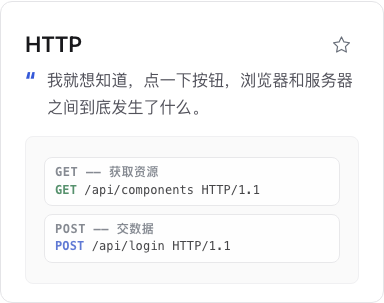 HTTP
“ 我就想知道，点一下按钮，浏览器和服务器
之间到底发生了什么。
GET —— 获取资源
GET /api/components HTTP/1.1
POST —— 交数据
POST /api/login HTTP/1.1